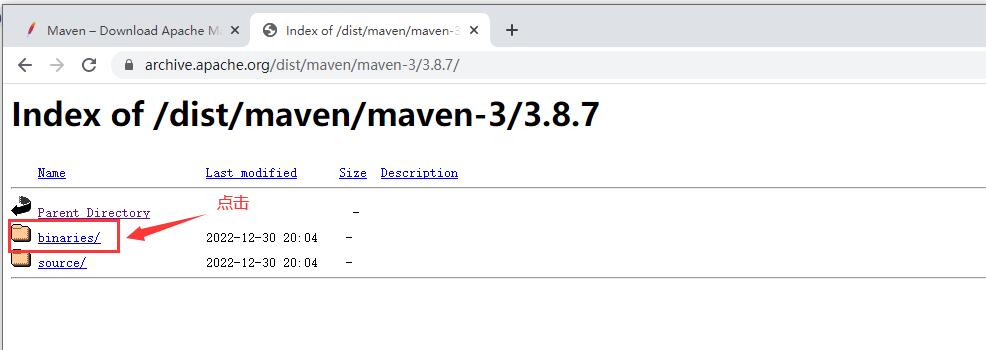 Maven – Download Apache Ma
Index of /dist/maven/maven-3
archive.apache.org/dist/maven/maven-3/3.8.7/
Index of /dist/maven/maven-3/3.8.7
Name Last modified Size Description
点击
Parent Directory -
binaries/ 2022-12-30 20:04 -
source/ 2022-12-30 20:04 -